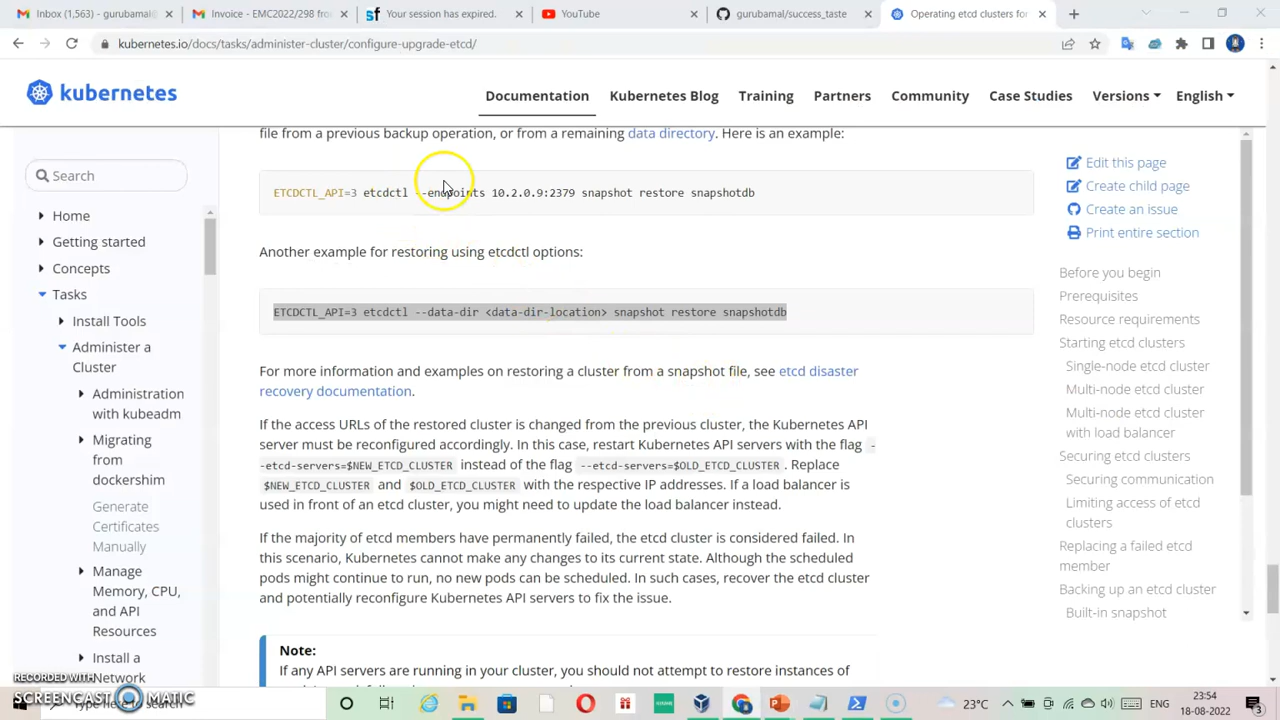 Inbox (1,563) - gurubamal@
Invoice - EMC2022/298 from
Your session has expired.
YouTube
gurubamal/success_taste
Operating etcd clusters for
kubernetes.io/docs/tasks/administer-cluster/configure-upgrade-etcd/
kubernetes
Documentation
Kubernetes Blog
Training
Partners
Community
Case Studies
Versions
English
Search
Home
Getting started
Concepts
Tasks
Install Tools
Administer a
Cluster
Administration
with kubeadm
Migrating
from
dockershim
Generate
Certificates
Manually
Manage
Memory, CPU,
and API
Resources
Install a
Network
file from a previous backup operation, or from a remaining data directory. Here is an example:
ETCDCTL_API=3 etcdctl --endpoints 10.2.0.9:2379 snapshot restore snapshotdb
Another example for restoring using etcdctl options:
ETCDCTL_API=3 etcdctl --data-dir <data-dir-location> snapshot restore snapshotdb
For more information and examples on restoring a cluster from a snapshot file, see etcd disaster
recovery documentation.
If the access URLs of the restored cluster is changed from the previous cluster, the Kubernetes API
server must be reconfigured accordingly. In this case, restart Kubernetes API servers with the flag -
-etcd-servers=$NEW_ETCD_CLUSTER instead of the flag --etcd-servers=$OLD_ETCD_CLUSTER . Replace
$NEW_ETCD_CLUSTER and $OLD_ETCD_CLUSTER with the respective IP addresses. If a load balancer is
used in front of an etcd cluster, you might need to update the load balancer instead.
If the majority of etcd members have permanently failed, the etcd cluster is considered failed. In
this scenario, Kubernetes cannot make any changes to its current state. Although the scheduled
pods might continue to run, no new pods can be scheduled. In such cases, recover the etcd cluster
and potentially reconfigure Kubernetes API servers to fix the issue.
Note:
If any API servers are running in your cluster, you should not attempt to restore instances of
Edit this page
Create child page
Create an issue
Print entire section
Before you begin
Prerequisites
Resource requirements
Starting etcd clusters
Single-node etcd cluster
Multi-node etcd cluster
Multi-node etcd cluster
with load balancer
Securing etcd clusters
Securing communication
Limiting access of etcd
clusters
Replacing a failed etcd
member
Backing up an etcd cluster
Built-in snapshot
RECORDED WITH
SCREENCAST MATIC
23°C
23:54
18-08-2022
3